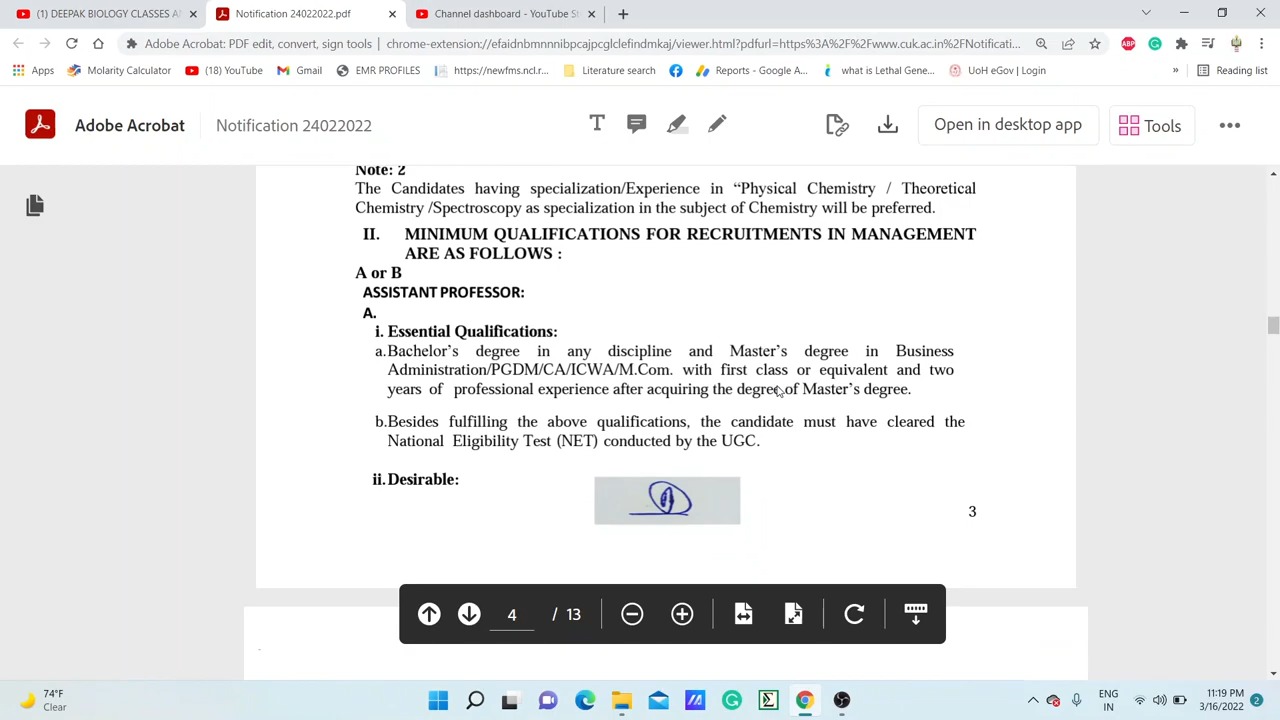 (1) DEEPAK BIOLOGY CLASSES A
Notification 24022022.pdf
Channel dashboard - YouTube St
Adobe Acrobat: PDF edit, convert, sign tools | chrome-extension://efaidnbmnnnibpcajpcglclefindmkaj/viewer.html?pdfurl=https%3A%2F%2Fwww.cuk.ac.in%2FNotifi...
Apps Molarity Calculator (18) YouTube Gmail EMR PROFILES https://newfms.ncl.r... Literature search Reports - Google A... what is Lethal Gene... UoH eGov | Login » Reading list
Adobe Acrobat Notification 24022022 Open in desktop app Tools
Note: 2
The Candidates having specialization/Experience in “Physical Chemistry / Theoretical
Chemistry /Spectroscopy as specialization in the subject of Chemistry will be preferred.
II. MINIMUM QUALIFICATIONS FOR RECRUITMENTS IN MANAGEMENT
ARE AS FOLLOWS :
A or B
ASSISTANT PROFESSOR:
A.
i. Essential Qualifications:
a.Bachelor’s degree in any discipline and Master’s degree in Business
Administration/PGDM/CA/ICWA/M.Com. with first class or equivalent and two
years of professional experience after acquiring the degree of Master’s degree.
b.Besides fulfilling the above qualifications, the candidate must have cleared the
National Eligibility Test (NET) conducted by the UGC.
ii. Desirable:
3
4 / 13
74°F
Clear
ENG
IN
11:19 PM
3/16/2022
2